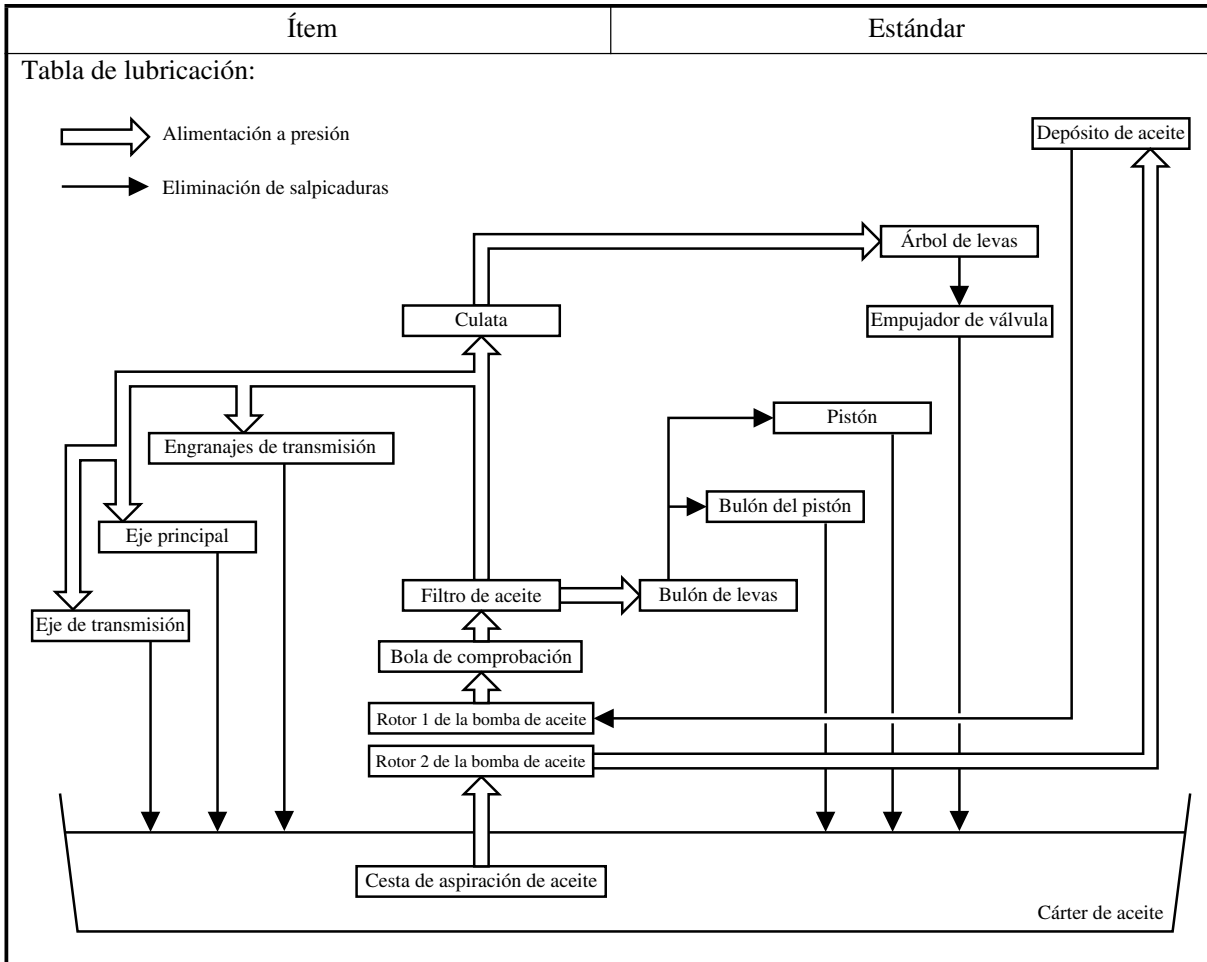 Ítem
Estándar
Tabla de lubricación:
Alimentación a presión
Eliminación de salpicaduras
Depósito de aceite
Árbol de levas
Culata
Empujador de válvula
Pistón
Engranajes de transmisión
Bulón del pistón
Eje principal
Filtro de aceite
Bulón de levas
Eje de transmisión
Bola de comprobación
Rotor 1 de la bomba de aceite
Rotor 2 de la bomba de aceite
Cesta de aspiración de aceite
Cárter de aceite